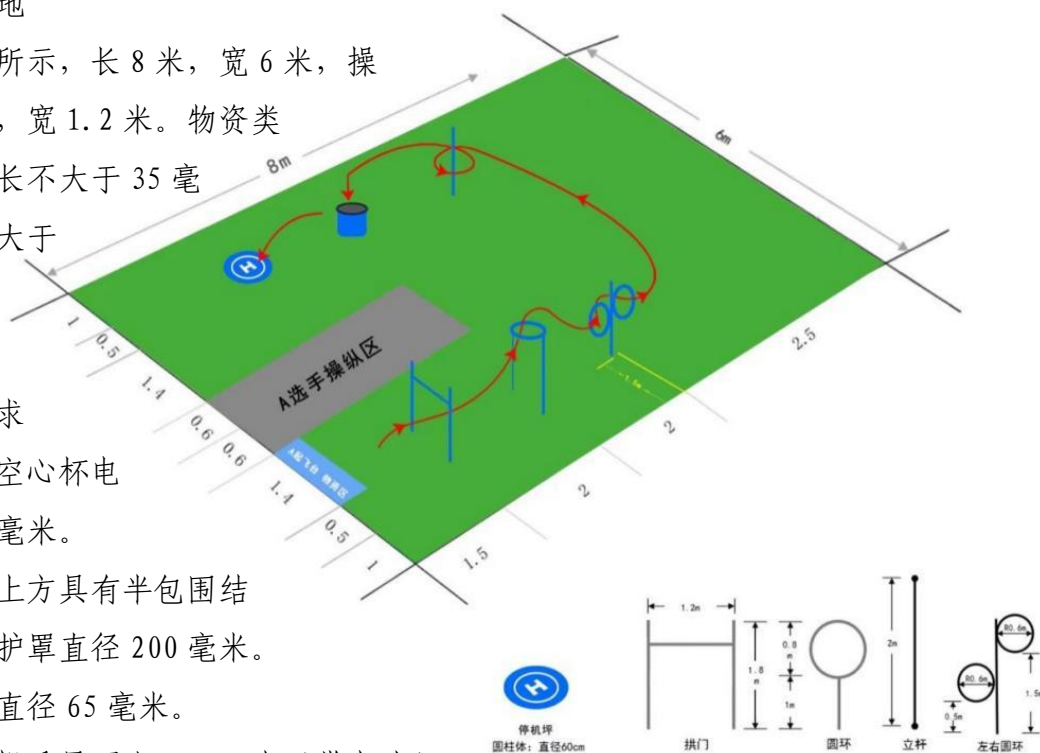 地
所示，长 8 米，宽 6 米，操
，宽 1.2 米。物资类
长不大于 35 毫
大于
求
空心杯电
毫米。
上方具有半包围结
护罩直径 200 毫米。
直径 65 毫米。
8m
6m
A选手操纵区
A起飞台 物资区
H
1
0.5
1.4
0.6
0.6
1.4
0.5
1
1.5
2
2
2.5
1.5m
H
停机坪
圆柱体：直径60cm
1.2m
1.8m
拱门
0.8m
1m
圆环
2m
立杆
R0.6m
R0.6m
0.5m
1.5
左右圆环